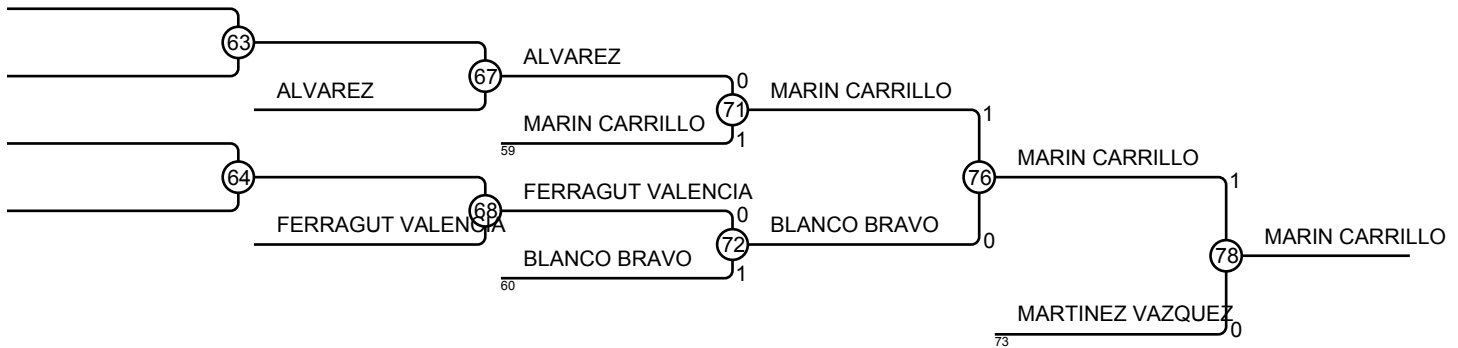 63
ALVAREZ
67
ALVAREZ
0
71
MARIN CARRILLO
MARIN CARRILLO
1
59
1
64
76
MARIN CARRILLO
1
FERRAGUT VALENCIA
68
FERRAGUT VALENCIA
0
72
BLANCO BRAVO
0
BLANCO BRAVO
1
60
78
MARIN CARRILLO
MARTINEZ VAZQUEZ
0
73